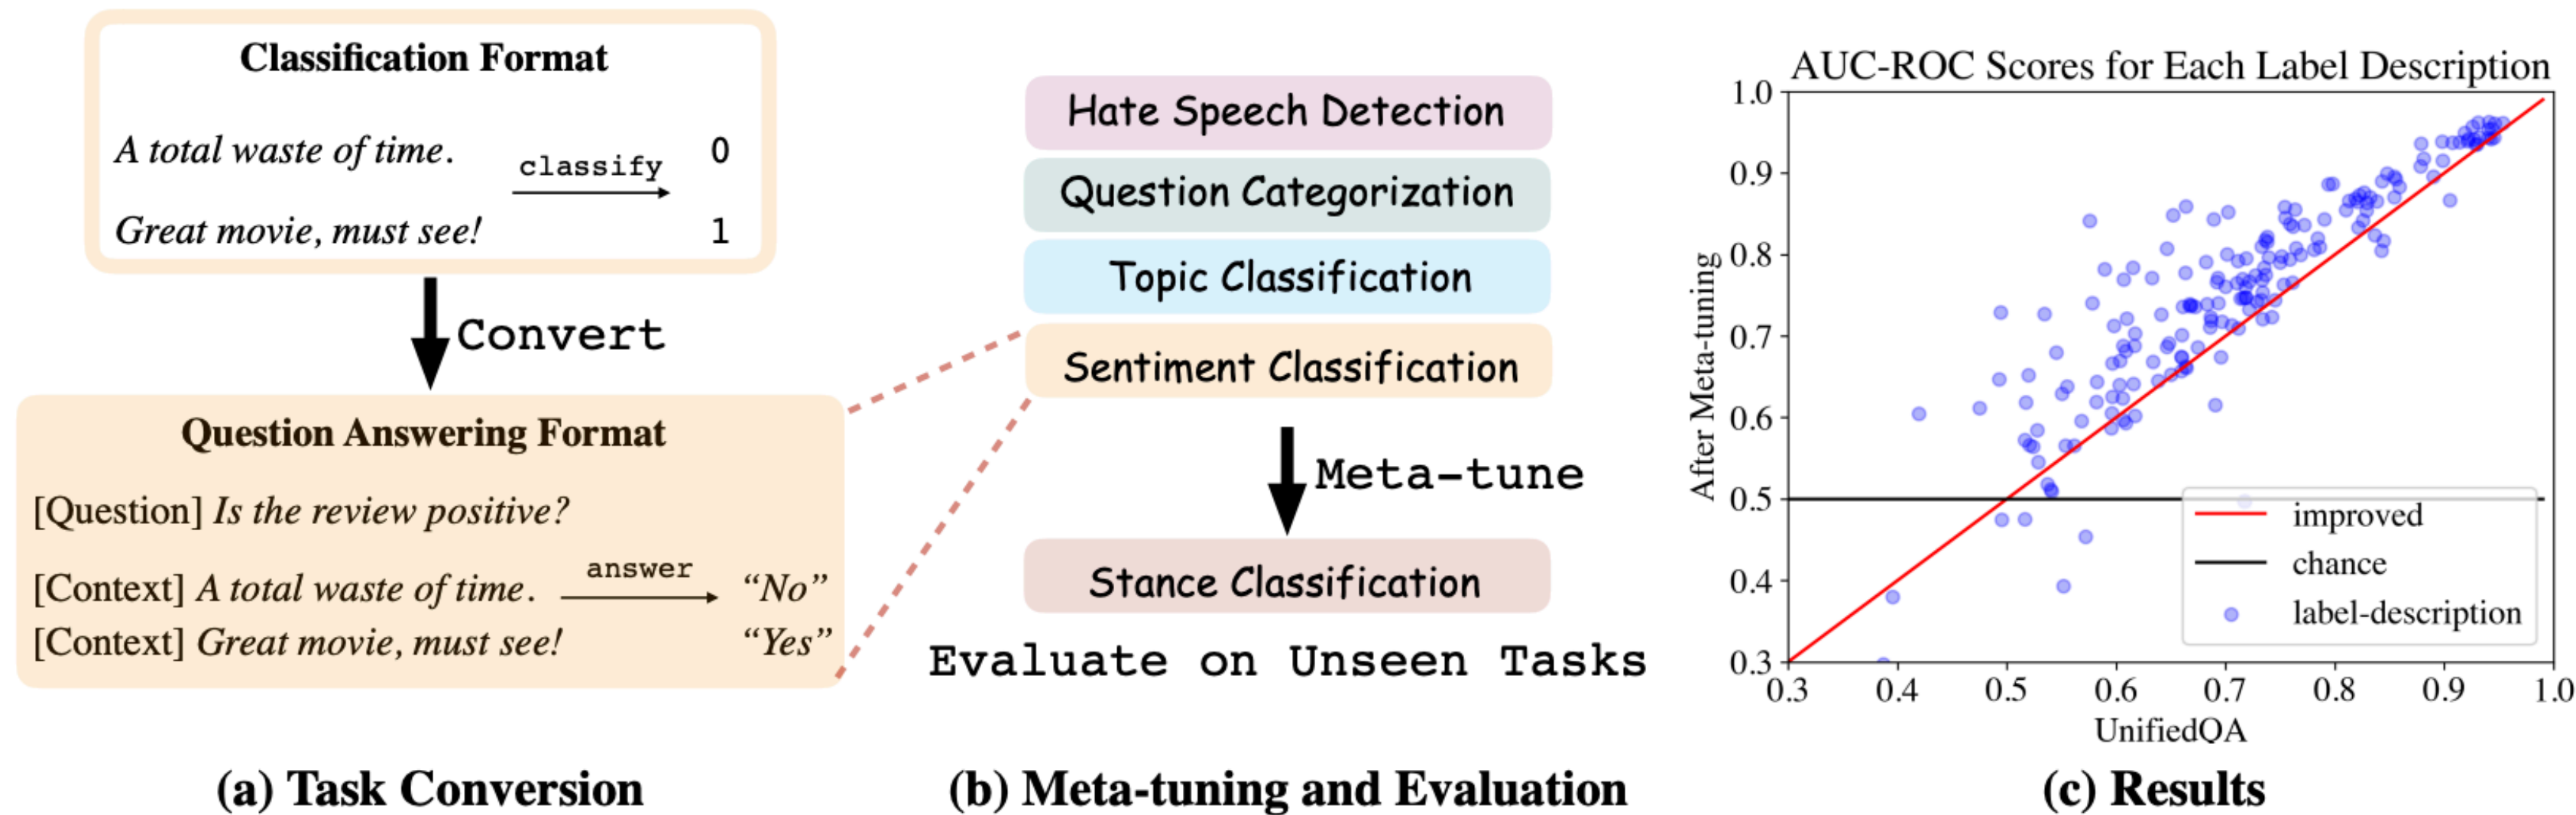 Classification Format
A total waste of time.
classify
0
Great movie, must see!
1
Convert
Question Answering Format
[Question] Is the review positive?
[Context] A total waste of time.
answer
“No”
[Context] Great movie, must see!
“Yes”
(a) Task Conversion
Hate Speech Detection
Question Categorization
Topic Classification
Sentiment Classification
Meta-tune
Stance Classification
Evaluate on Unseen Tasks
(b) Meta-tuning and Evaluation
AUC-ROC Scores for Each Label Description
After Meta-tuning
1.0
0.9
0.8
0.7
0.6
0.5
0.4
0.3
improved
chance
label-description
0.3 0.4 0.5 0.6 0.7 0.8 0.9 1.0
UnifiedQA
(c) Results